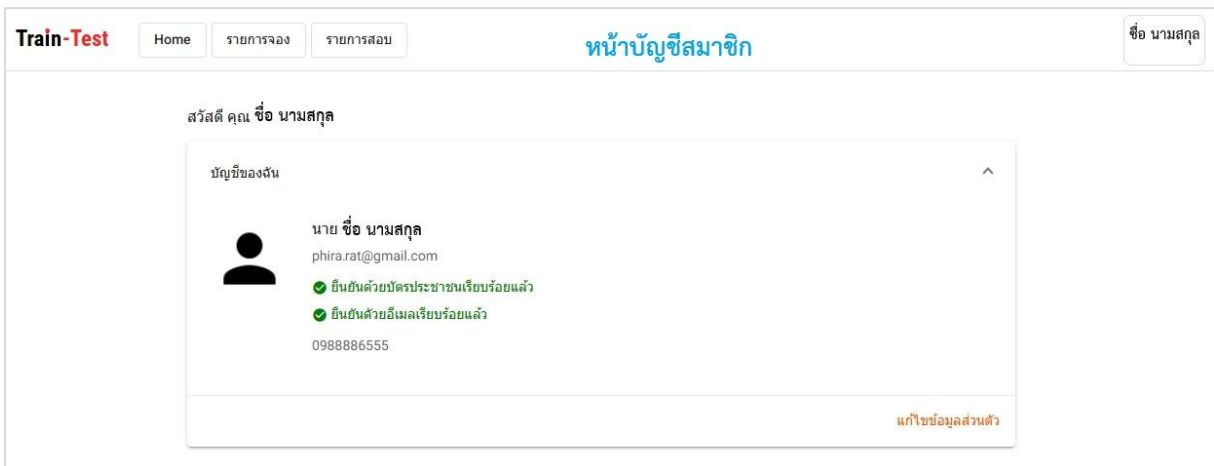 Train-Test Home รายการจอง รายการสอบ หน้าบัญชีสมาชิก ชื่อ นามสกุล
สวัสดี คุณ ชื่อ นามสกุล
บัญชีของฉัน
นาย ชื่อ นามสกุล
phira.rat@gmail.com
ยืนยันด้วยบัตรประชาชนเรียบร้อยแล้ว
ยืนยันด้วยอีเมลเรียบร้อยแล้ว
0988886555
แก้ไขข้อมูลส่วนตัว